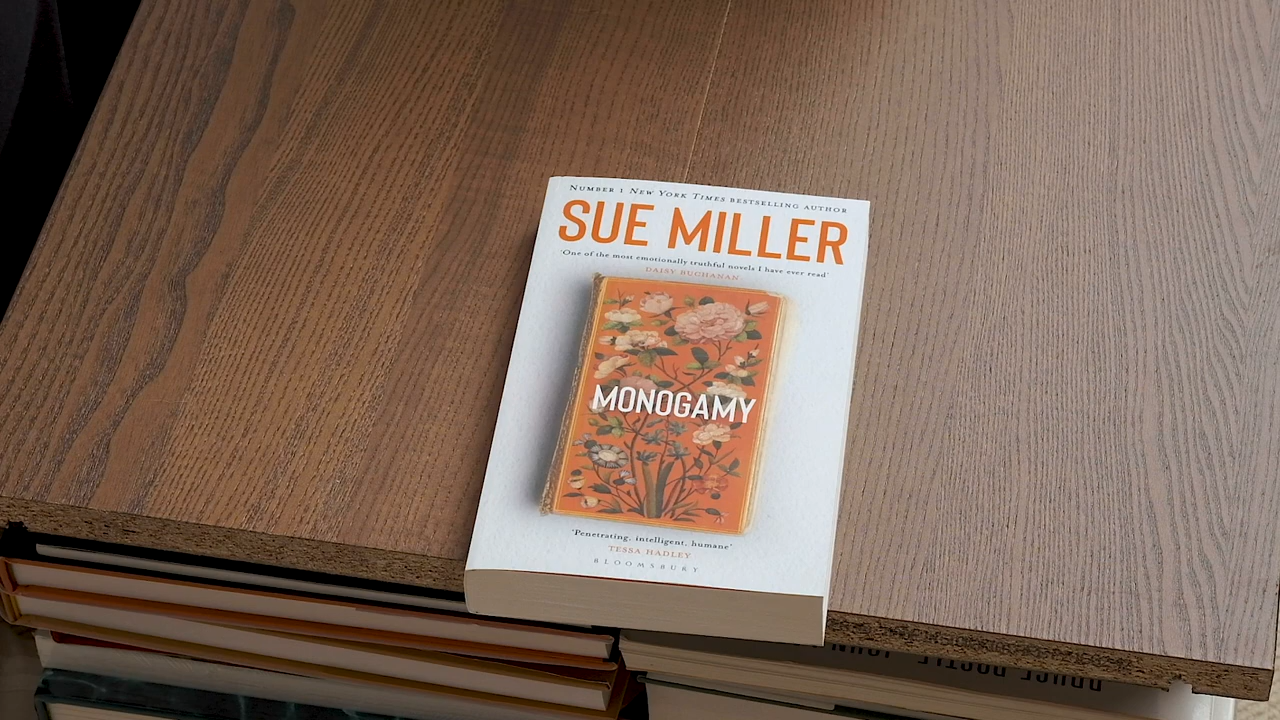 NUMBER 1 NEW YORK TIMES BESTSELLING AUTHOR
SUE MILLER
'One of the most emotionally truthful novels I have ever read'
DAISY BUCHANAN
MONOGAMY
'Penetrating, intelligent, humane'
TESSA HADLEY
BLOOMSBURY
JOHN